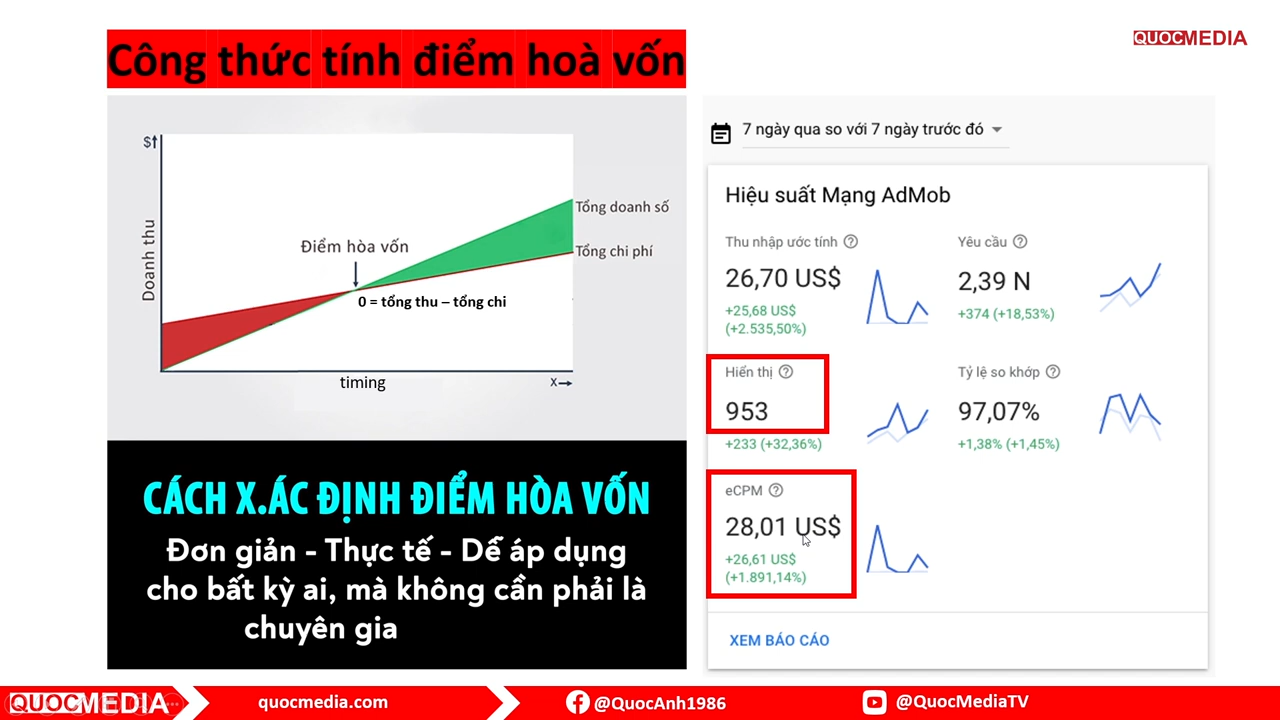 Công thức tính điểm hoà vốn
QUOCMEDIA
$
Doanh thu
Điểm hòa vốn
0 = tổng thu – tổng chi
Tổng doanh số
Tổng chi phí
timing
X
CÁCH X.ÁC ĐỊNH ĐIỂM HÒA VỐN
Đơn giản - Thực tế - Dễ áp dụng
cho bất kỳ ai, mà không cần phải là
chuyên gia
7 ngày qua so với 7 ngày trước đó
Hiệu suất Mạng AdMob
Thu nhập ước tính
26,70 US$
+25,68 US$
(+2.535,50%)
Yêu cầu
2,39 N
+374 (+18,53%)
Hiển thị
953
+233 (+32,36%)
Tỷ lệ so khớp
97,07%
+1,38% (+1,45%)
eCPM
28,01 US$
+26,61 US$
(+1.891,14%)
XEM BÁO CÁO
QUOCMEDIA
quocmedia.com
@QuocAnh1986
@QuocMediaTV